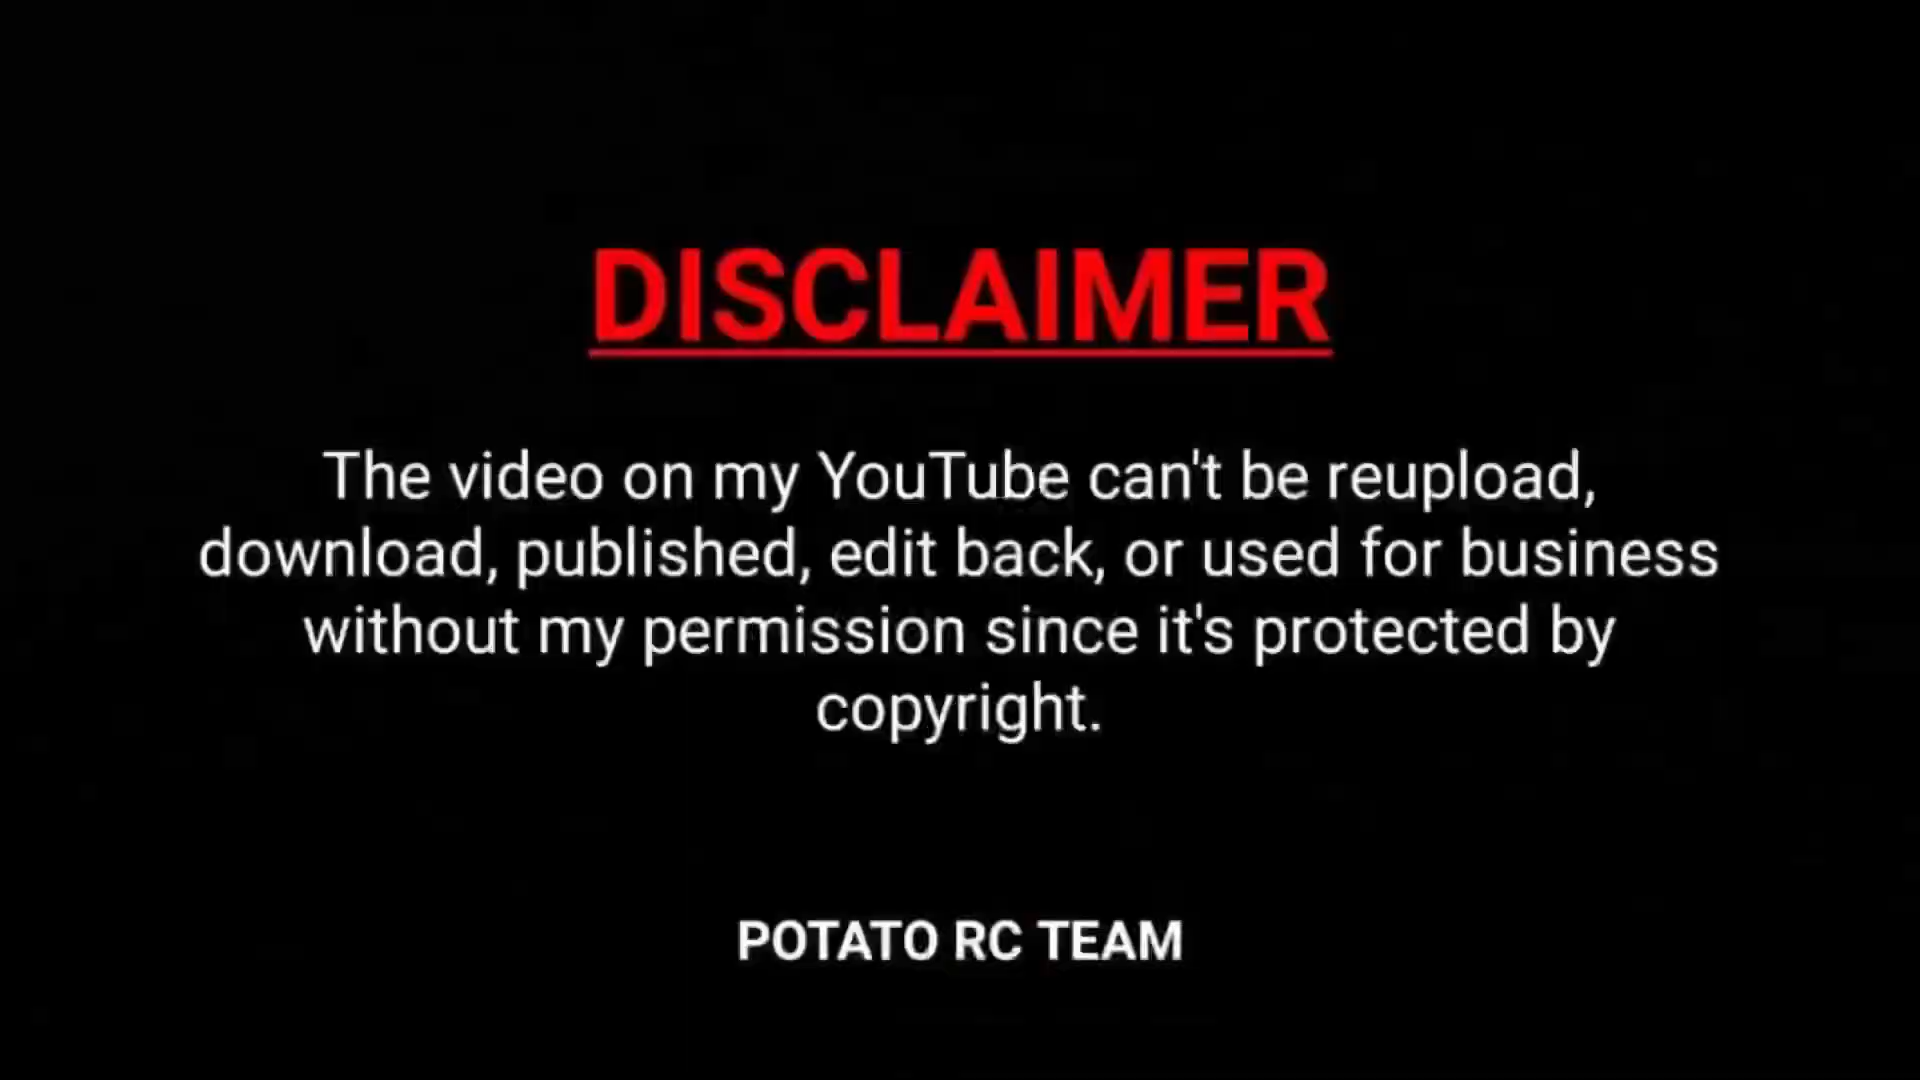 DISCLAIMER
The video on my YouTube can't be reupload,
download, published, edit back, or used for business
without my permission since it's protected by
copyright.
POTATO RC TEAM